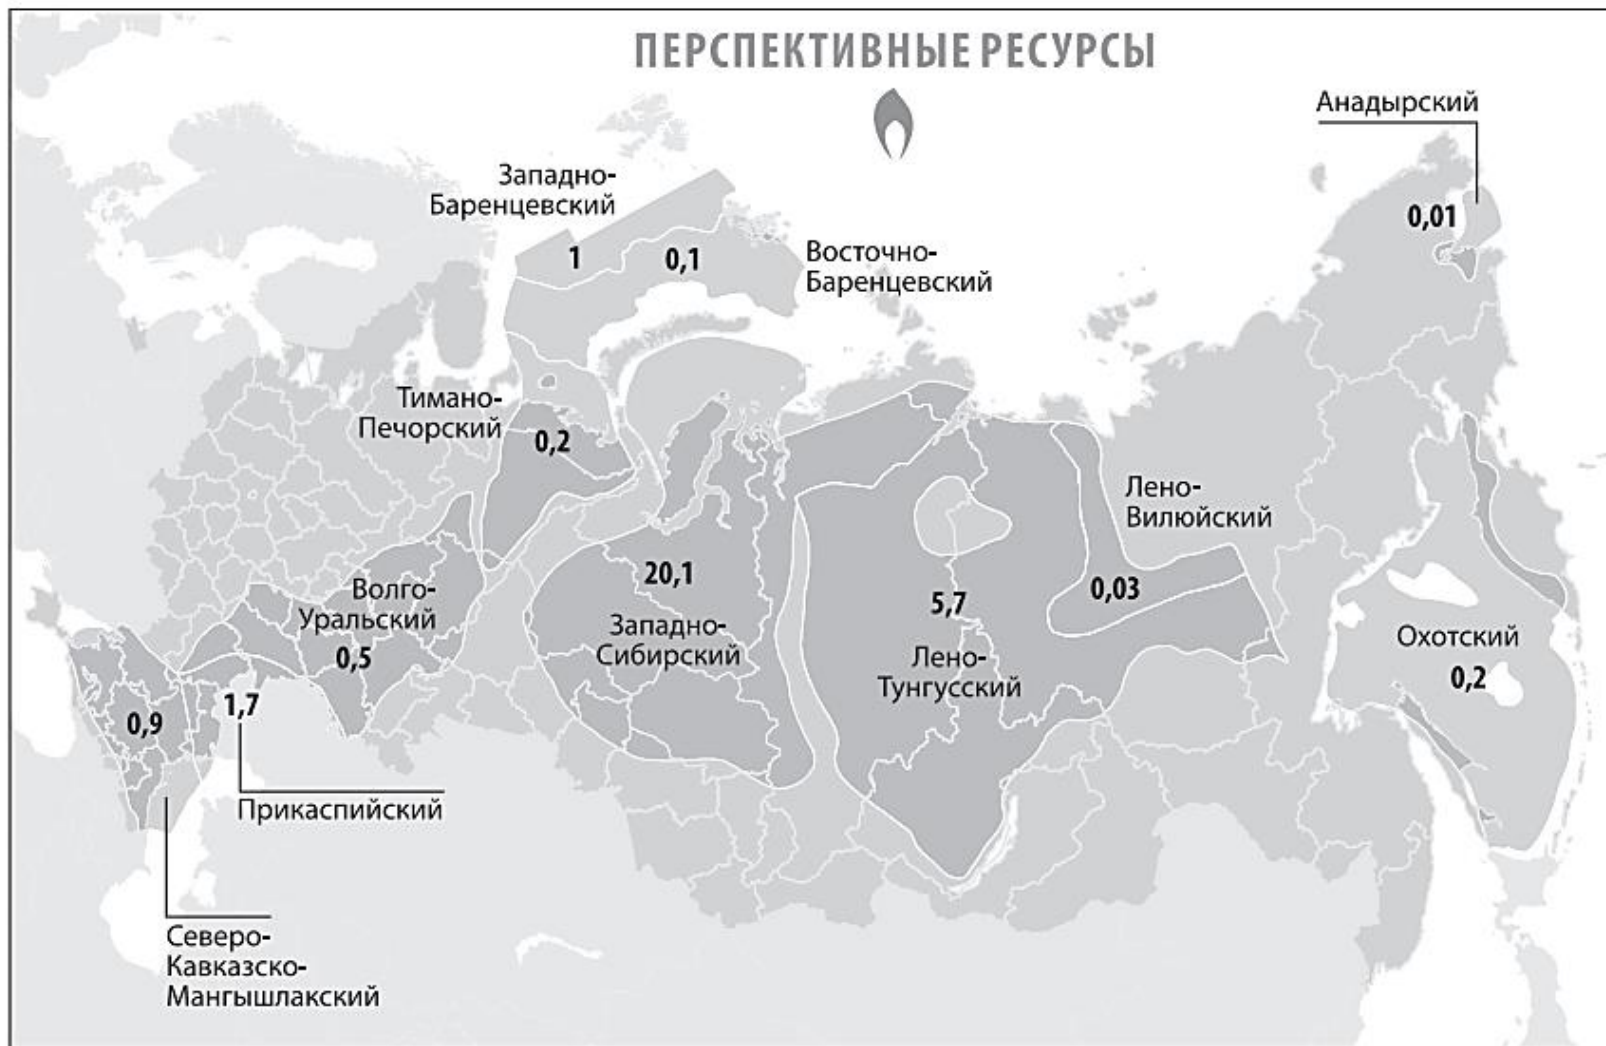 ПЕРСПЕКТИВНЫЕ РЕСУРСЫ
Анадырский
0,01
Западно-
Баренцевский
1
0,1
Восточно-
Баренцевский
Тимано-
Печорский
0,2
Лено-
Вилюйский
0,03
Волго-
Уральский
0,5
20,1
Западно-
Сибирский
5,7
Лено-
Тунгусский
Охотский
0,2
0,9
1,7
Прикаспийский
Северо-
Кавказско-
Мангышлакский